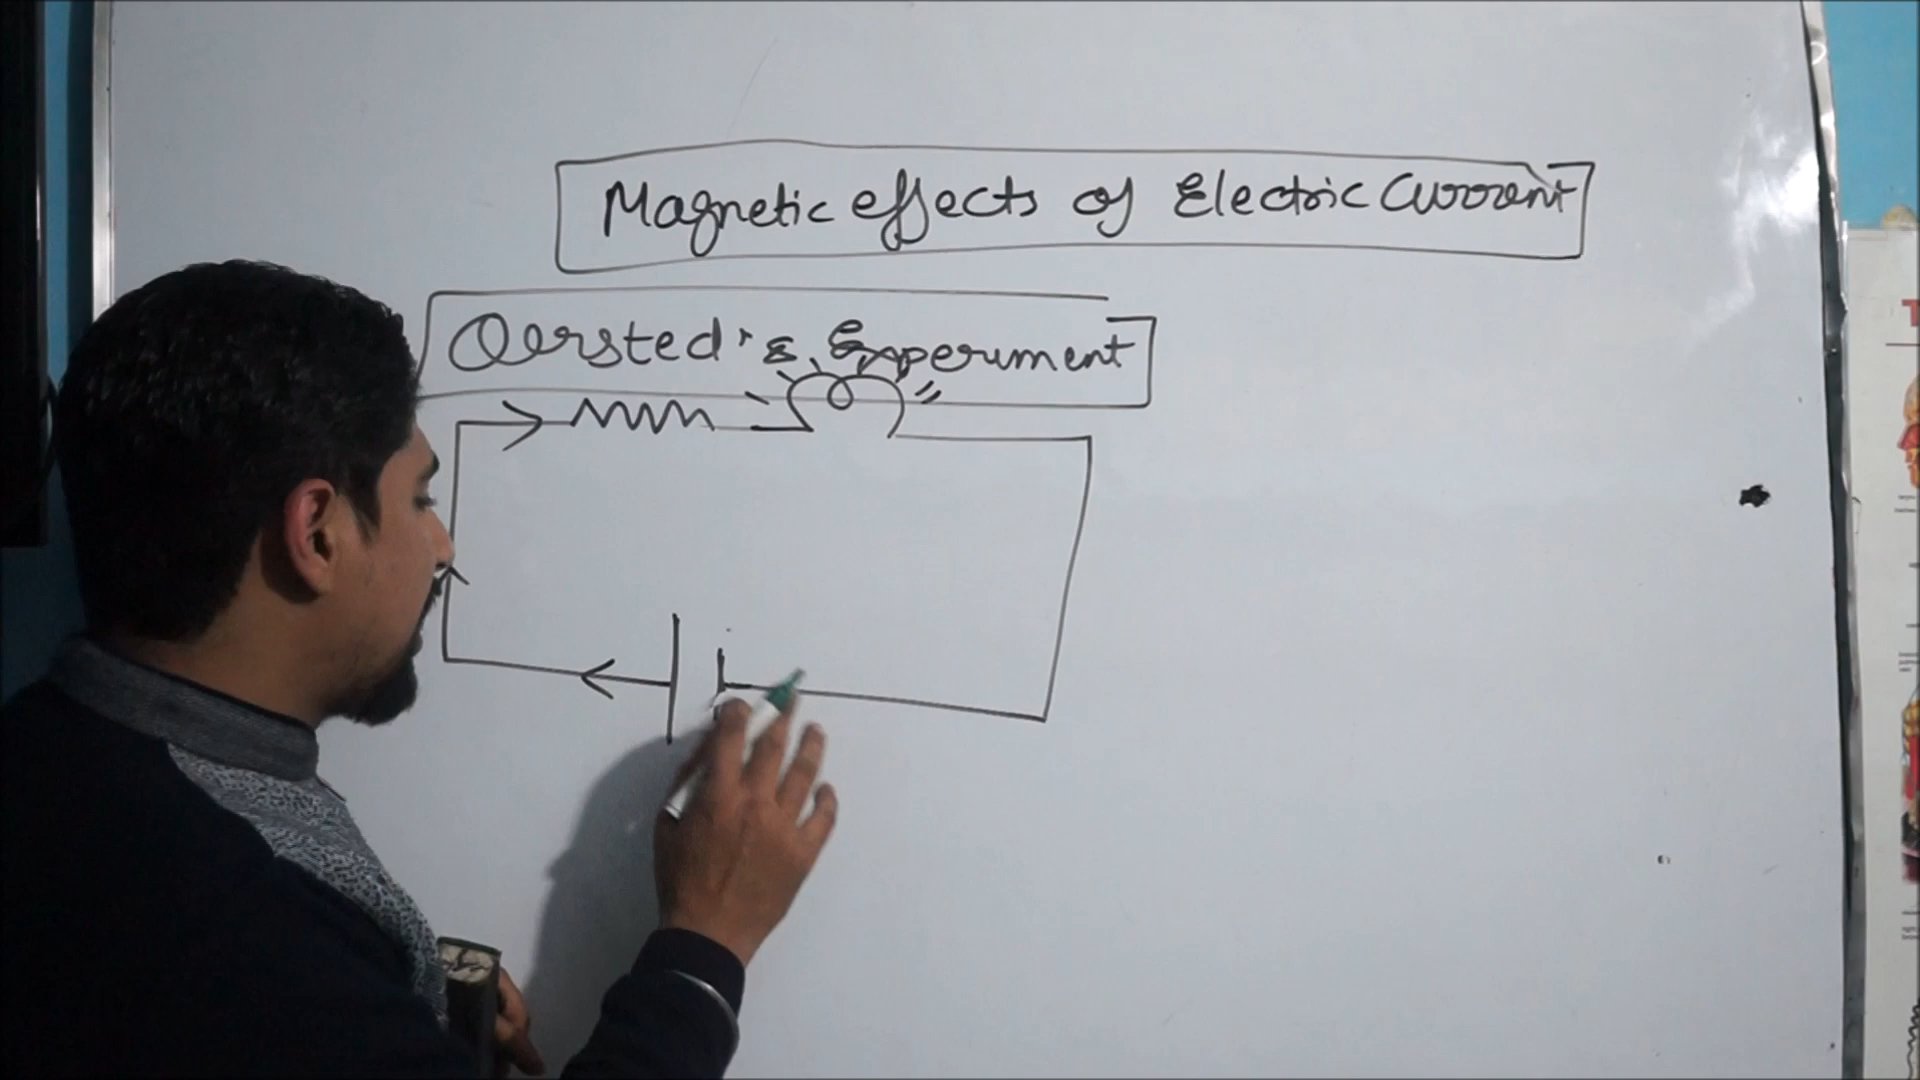 Magnetic effects of Electric Current
Oersted's Experiment
T